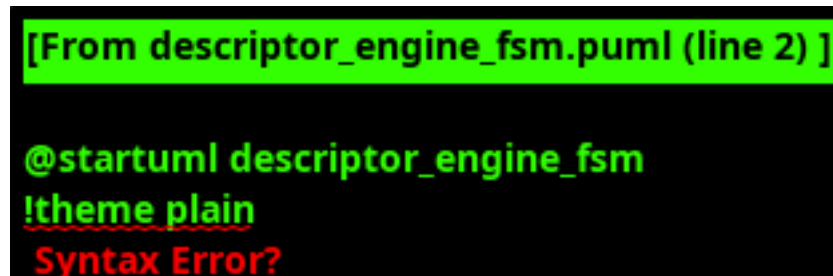 [From descriptor_engine_fsm.puml (line 2) ]
@startuml descriptor_engine_fsm
!theme plain
Syntax Error?